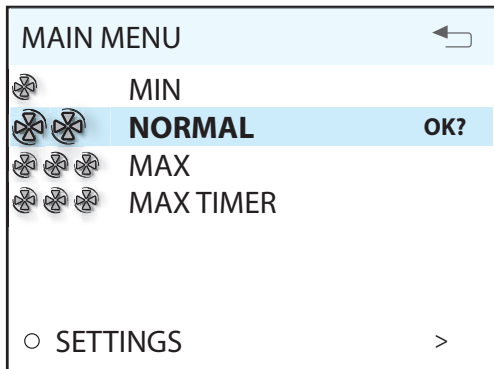 MAIN MENU
MIN
NORMAL OK?
MAX
MAX TIMER
SETTINGS >